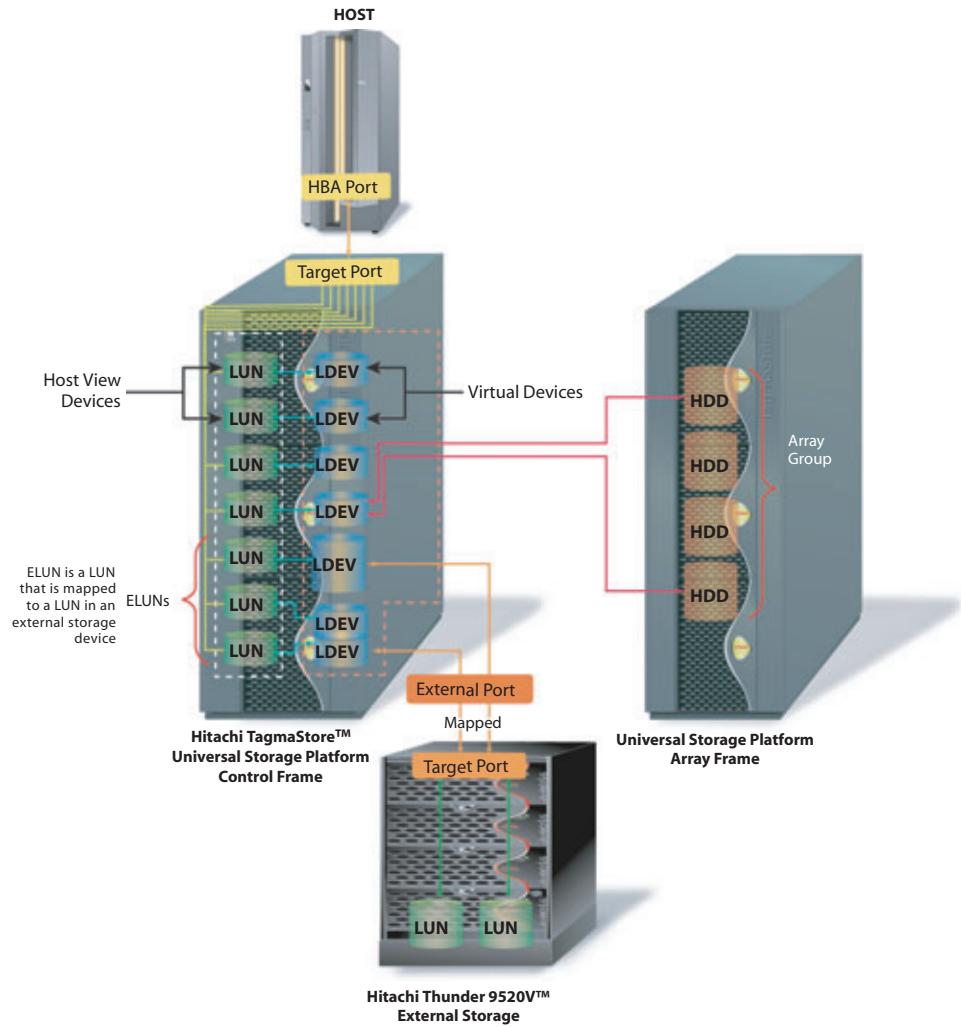 HOST
HBA Port
Target Port
LUN
LDEV
Host View
Devices
Virtual Devices
LUN
LDEV
LUN
LDEV
LUN
LDEV
LUN
LDEV
LUN
LDEV
LUN
LDEV
HDD
HDD
HDD
HDD
Array
Group
ELUN is a LUN
that is mapped
to a LUN in an
external storage
device
ELUNs
External Port
Mapped
Hitachi TagmaStore™
Universal Storage Platform
Control Frame
Universal Storage Platform
Array Frame
Target Port
LUN
LUN
Hitachi Thunder 9520V™
External Storage